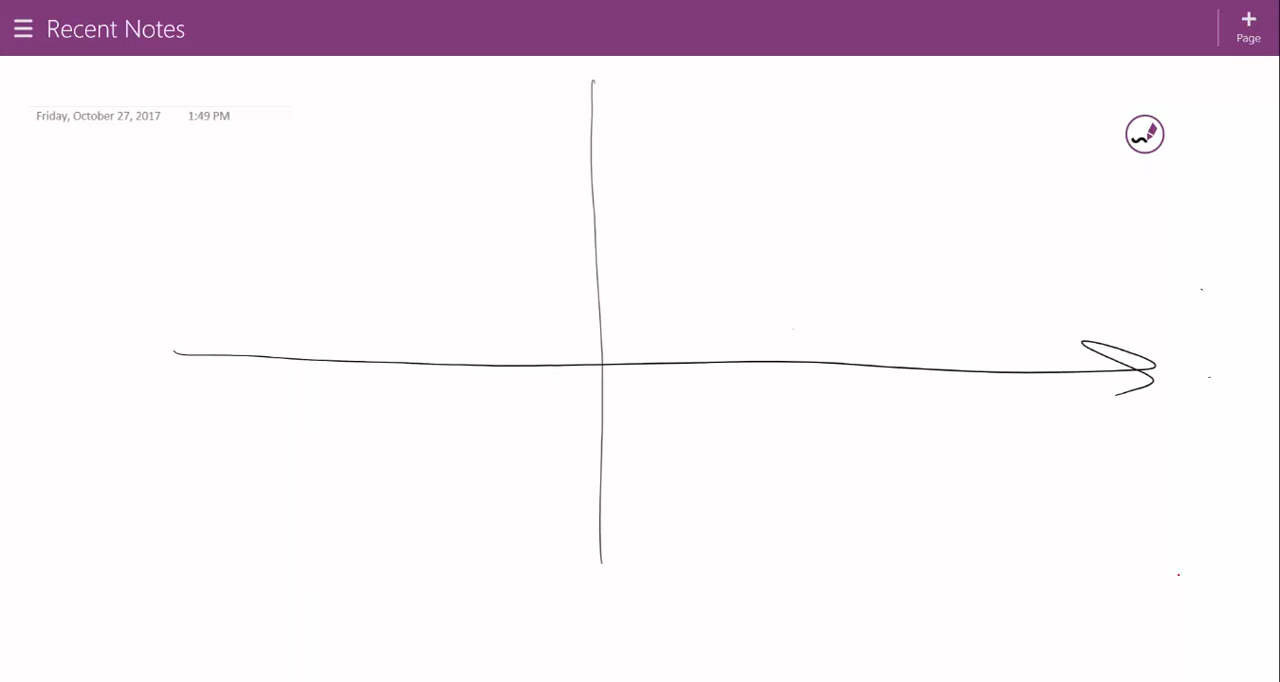 Recent Notes
Page
Friday, October 27, 2017 1:49 PM